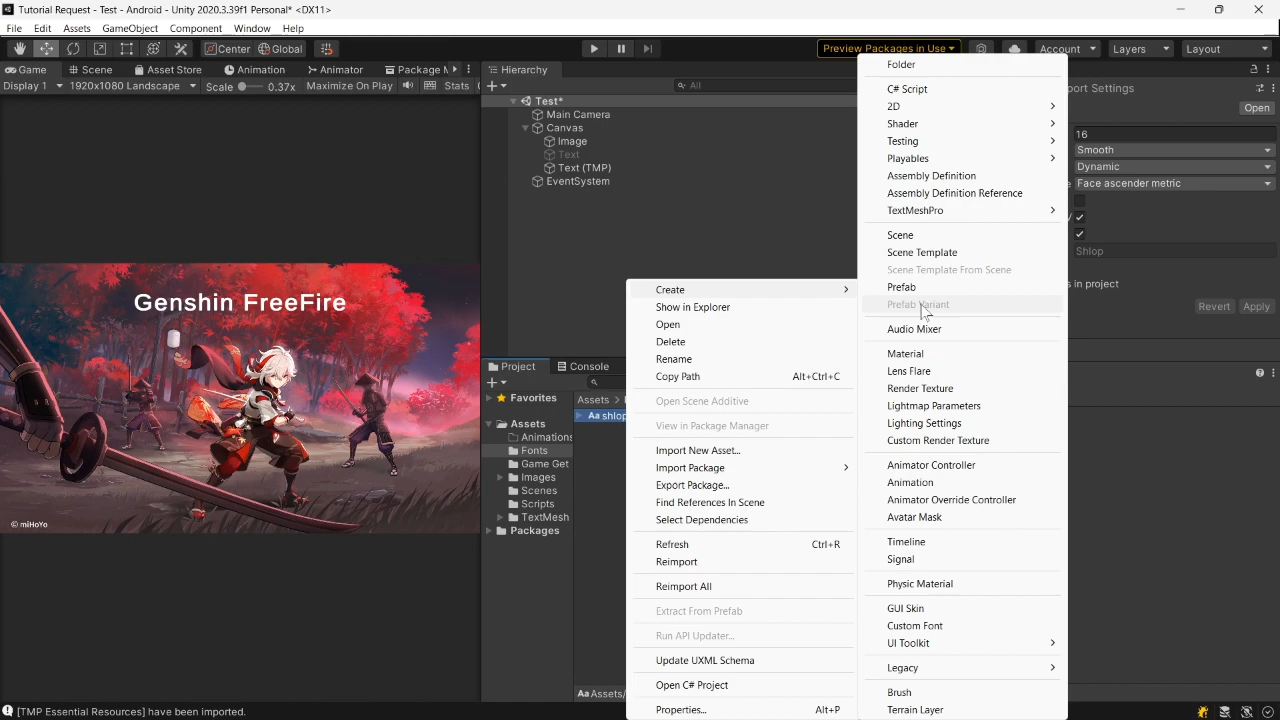 Tutorial Request - Test - Android - Unity 2020.3.39f1 Personal* <DX11>
File Edit Assets GameObject Component Window Help
Center Global Preview Packages in Use Account Layers Layout
Game Scene Asset Store Animation Animator Package M Hierarchy
Display 1 1920x1080 Landscape Scale 0.37x Maximize On Play Stats All
Test*
Main Camera
Canvas
Image
Text
Text (TMP)
EventSystem
Genshin FreeFire
© miHoYo
Project Console
Favorites
Assets
Animations
Fonts
Game Get
Images
Scenes
Scripts
TextMesh
Packages
Assets >
Aa shlop
Aa Assets/
Create
Show in Explorer
Open
Delete
Rename
Copy Path Alt+Ctrl+C
Open Scene Additive
View in Package Manager
Import New Asset...
Import Package
Export Package...
Find References In Scene
Select Dependencies
Refresh Ctrl+R
Reimport
Reimport All
Extract From Prefab
Run API Updater...
Update UXML Schema
Open C# Project
Properties... Alt+P
Folder
C# Script
2D
Shader
Testing
Playables
Assembly Definition
Assembly Definition Reference
TextMeshPro
Scene
Scene Template
Scene Template From Scene
Prefab
Prefab Variant
Audio Mixer
Material
Lens Flare
Render Texture
Lightmap Parameters
Lighting Settings
Custom Render Texture
Animator Controller
Animation
Animator Override Controller
Avatar Mask
Timeline
Signal
Physic Material
GUI Skin
Custom Font
UI Toolkit
Legacy
Brush
Terrain Layer
port Settings
Open
16
Smooth
Dynamic
Face ascender metric
Shlop
s in project
Revert Apply
[TMP Essential Resources] have been imported.